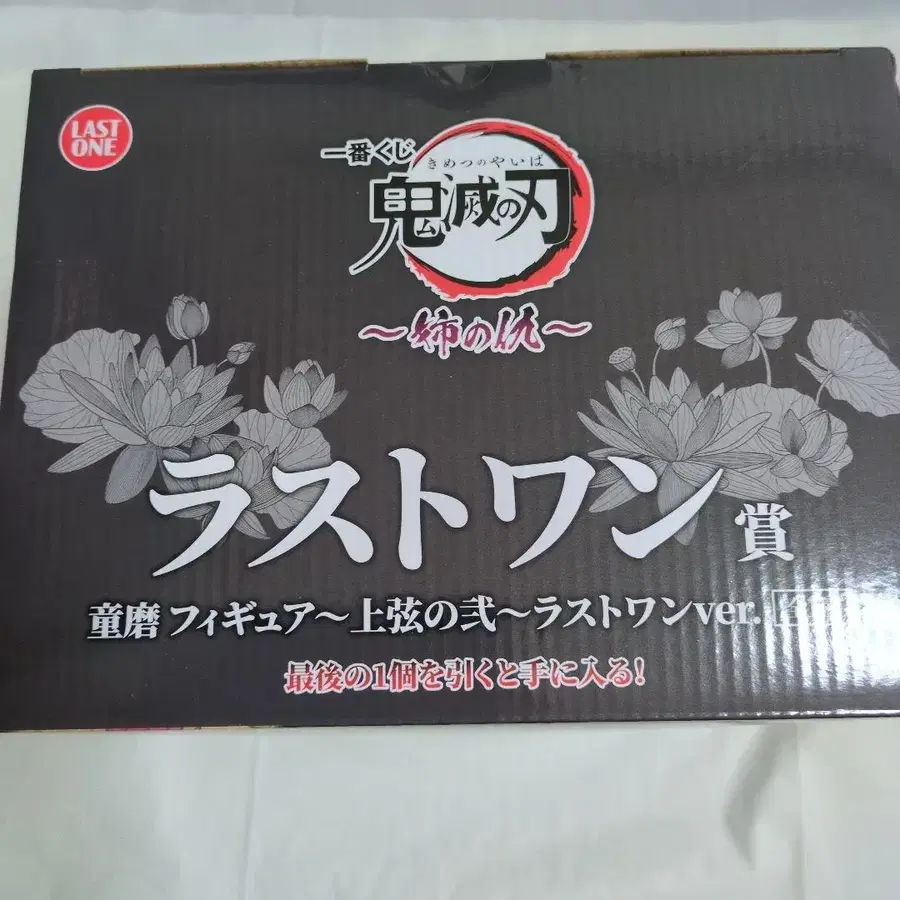 LAST
ONE
一番くじ
きめつのやいば
鬼滅の刃
～姉の仇～
ラストワン賞
童磨 フィギュア～上弦の弐～ラストワンver.
最後の1個を引くと手に入る！